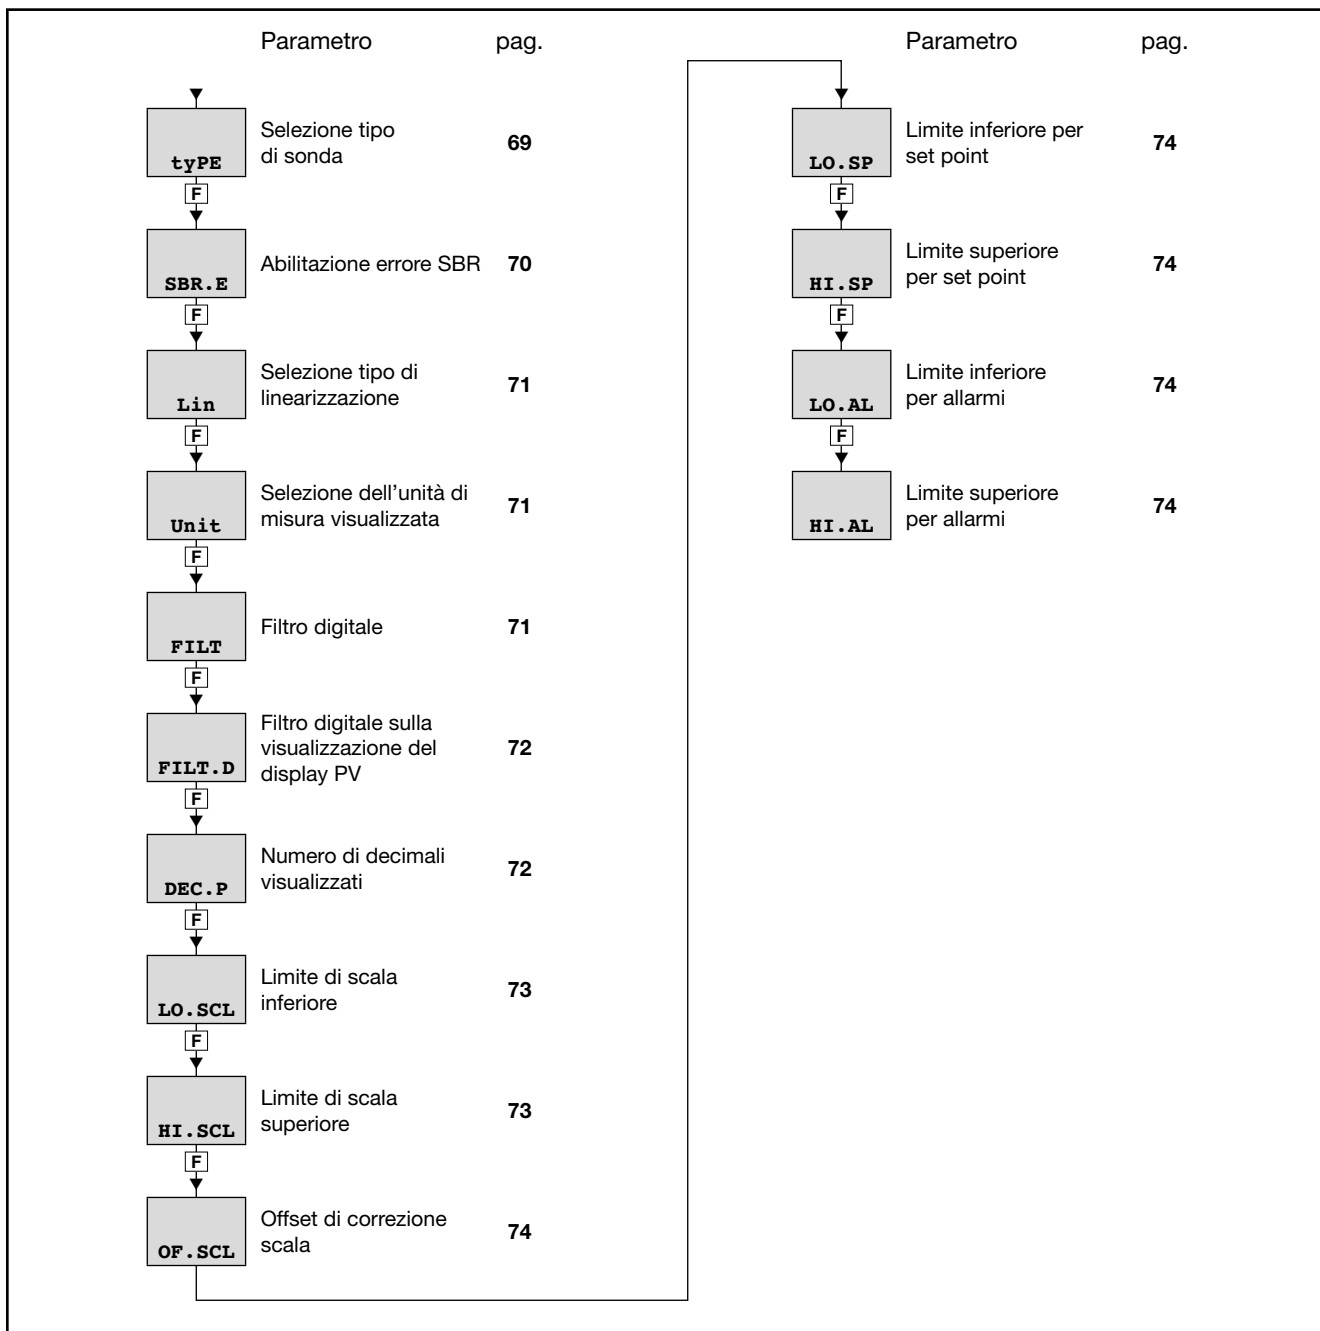 Parametro pag.
tyPE
Selezione tipo
di sonda
69
F
SBR.E
Abilitazione errore SBR
70
F
Lin
Selezione tipo di
linearizzazione
71
F
Unit
Selezione dell'unità di
misura visualizzata
71
F
FILT
Filtro digitale
71
F
FILT.D
Filtro digitale sulla
visualizzazione del
display PV
72
F
DEC.P
Numero di decimali
visualizzati
72
F
LO.SCL
Limite di scala
inferiore
73
F
HI.SCL
Limite di scala
superiore
73
F
OF.SCL
Offset di correzione
scala
74
Parametro pag.
LO.SP
Limite inferiore per
set point
74
F
HI.SP
Limite superiore
per set point
74
F
LO.AL
Limite inferiore
per allarmi
74
F
HI.AL
Limite superiore
per allarmi
74